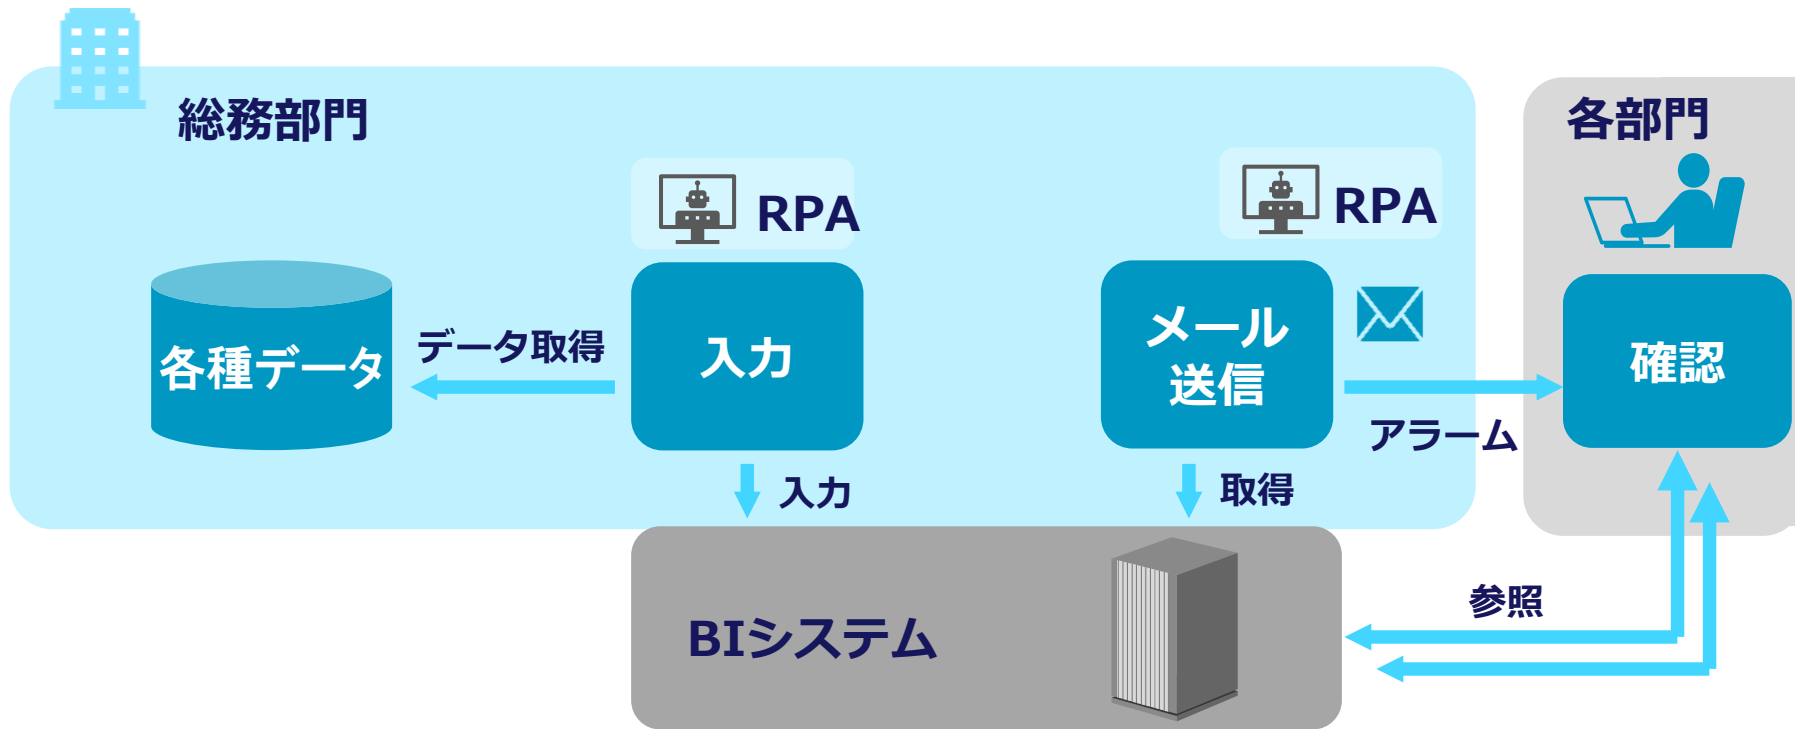 総務部門
各部門
RPA
RPA
各種データ
データ取得
入力
メール
送信
アラーム
確認
入力
取得
BIシステム
参照